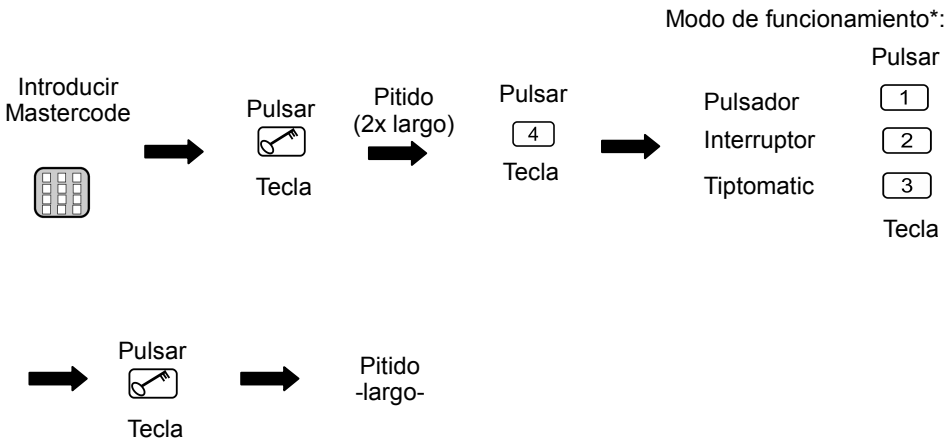 Modo de funcionamiento*:
Pulsar
Introducir
Mastercode
Pulsar
Tecla
Pitido
(2x largo)
Pulsar
4
Tecla
Pulsador 1
Interruptor 2
Tiptomatic 3
Tecla
Pulsar
Tecla
Pitido
-largo-